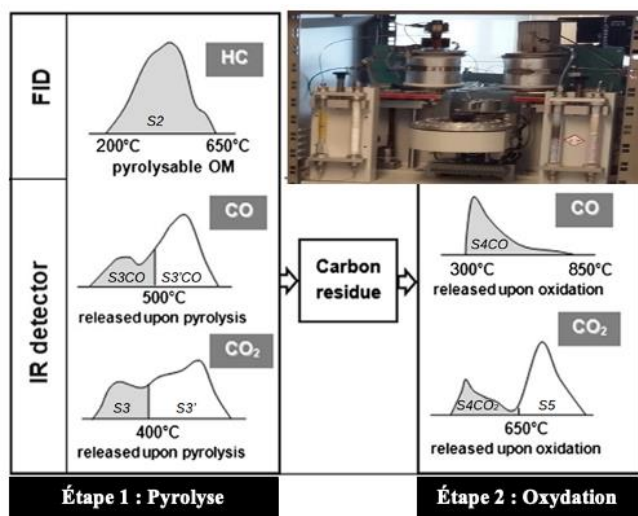 FID
HC
S2
200°C 650°C
pyrolysable OM
IR detector
CO
S3CO S3'CO
500°C
released upon pyrolysis
CO₂
S3 S3'
400°C
released upon pyrolysis
Carbon
residue
CO
S4CO
300°C 850°C
released upon oxidation
CO₂
S4CO₂ S5
650°C
released upon oxidation
Étape 1 : Pyrolyse
Étape 2 : Oxydation